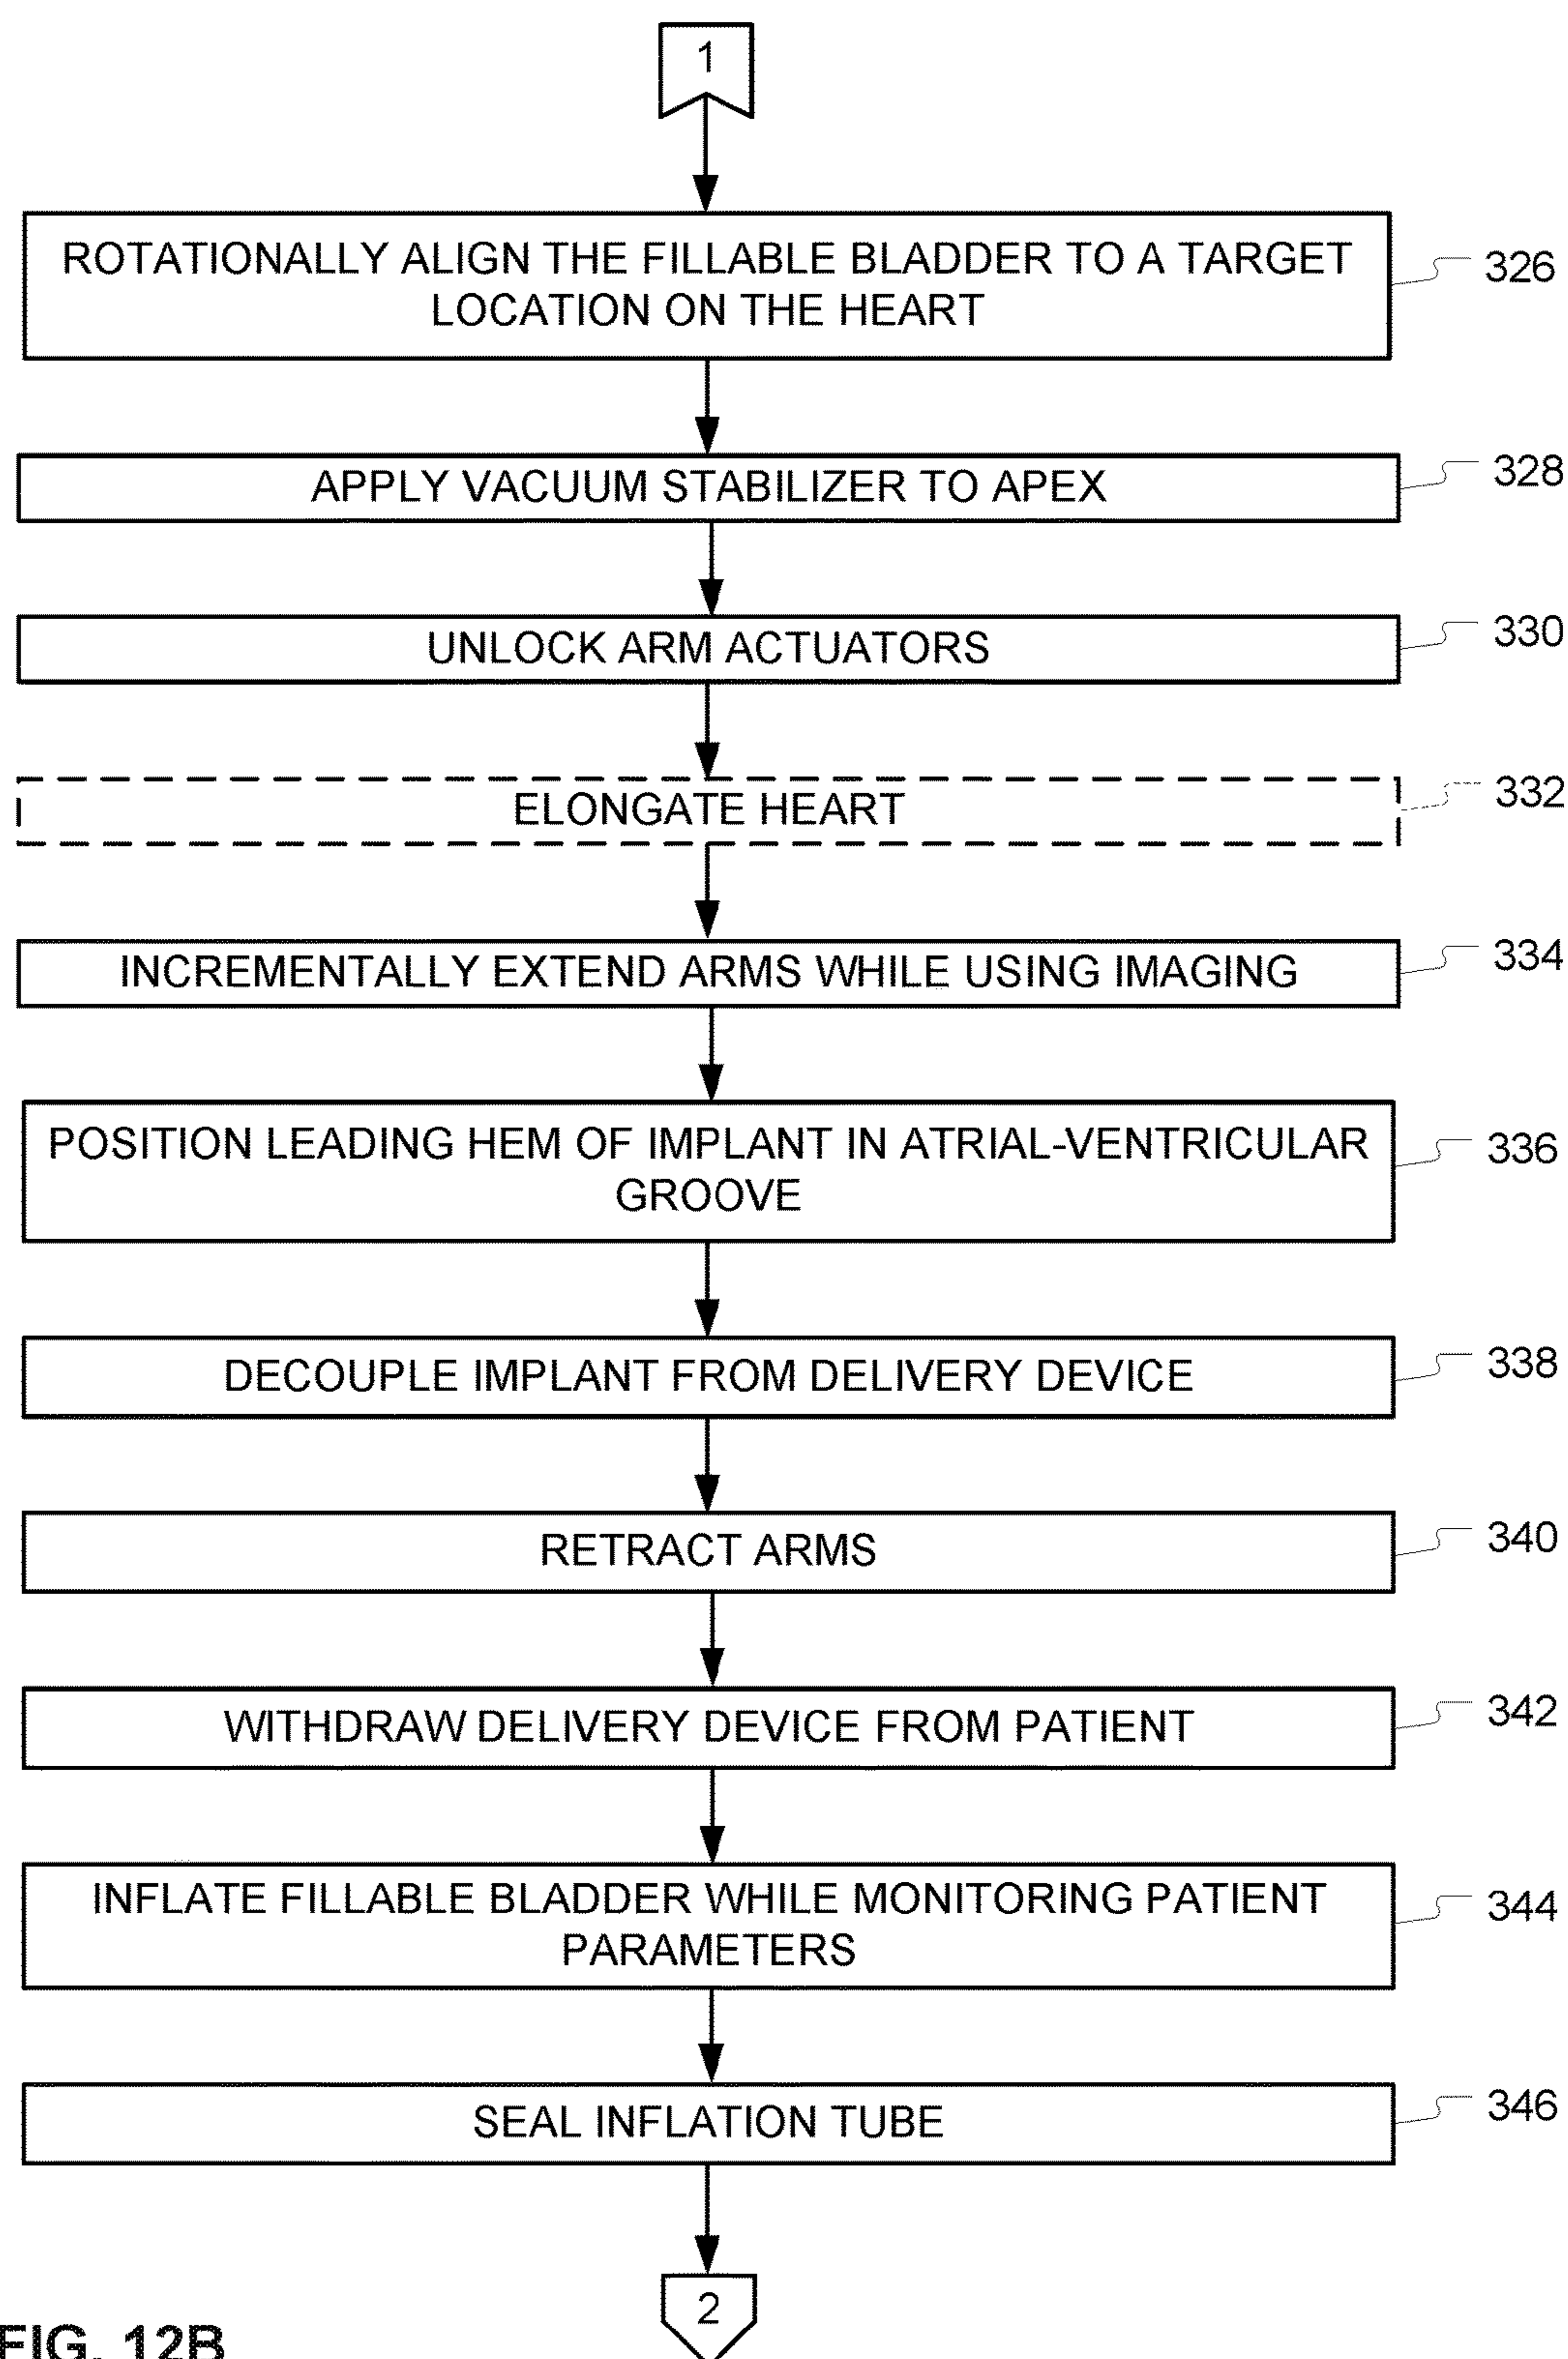 1
ROTATIONALLY ALIGN THE FILLABLE BLADDER TO A TARGET
LOCATION ON THE HEART
326
APPLY VACUUM STABILIZER TO APEX
328
UNLOCK ARM ACTUATORS
330
ELONGATE HEART
332
INCREMENTALLY EXTEND ARMS WHILE USING IMAGING
334
POSITION LEADING HEM OF IMPLANT IN ATRIAL-VENTRICULAR
GROOVE
336
DECOUPLE IMPLANT FROM DELIVERY DEVICE
338
RETRACT ARMS
340
WITHDRAW DELIVERY DEVICE FROM PATIENT
342
INFLATE FILLABLE BLADDER WHILE MONITORING PATIENT
PARAMETERS
344
SEAL INFLATION TUBE
346
2
FIG. 12B